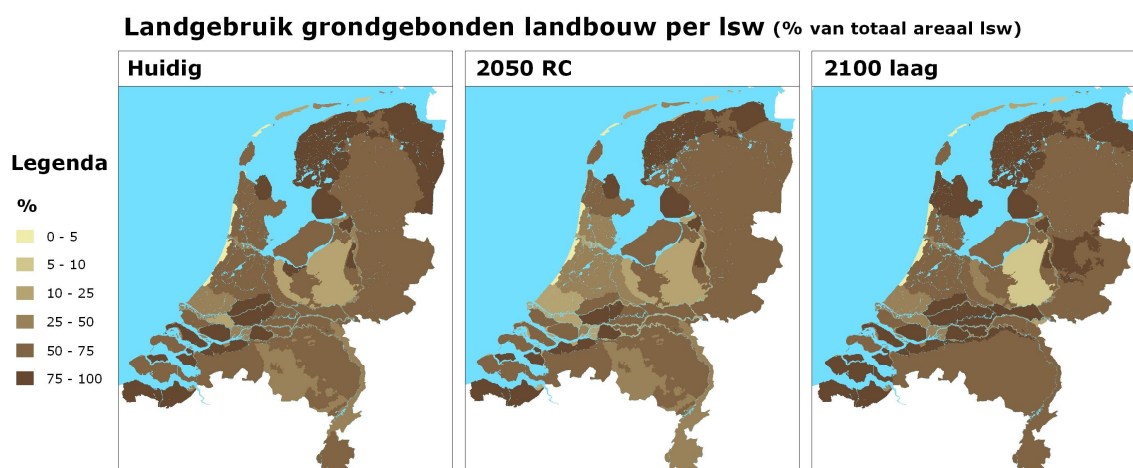 Landgebruik grondgebonden landbouw per lsw (% van totaal areaal lsw)
Huidig
2050 RC
2100 laag
Legenda
%
0 - 5
5 - 10
10 - 25
25 - 50
50 - 75
75 - 100